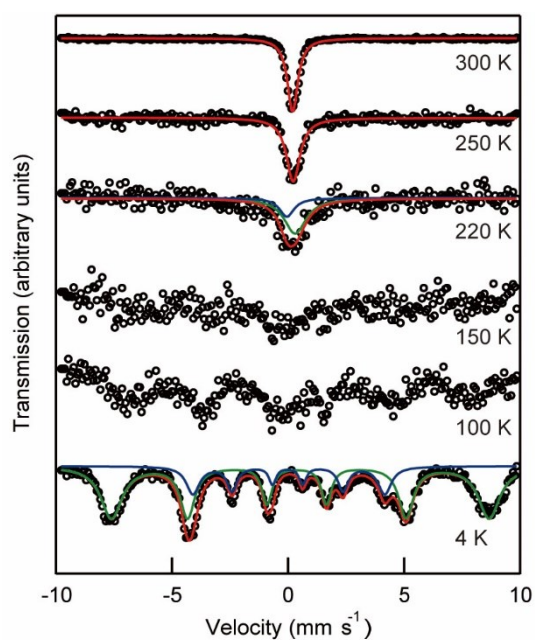 300 K
250 K
220 K
150 K
100 K
4 K
Transmission (arbitrary units)
-10 -5 0 5 10
Velocity (mm s⁻¹)